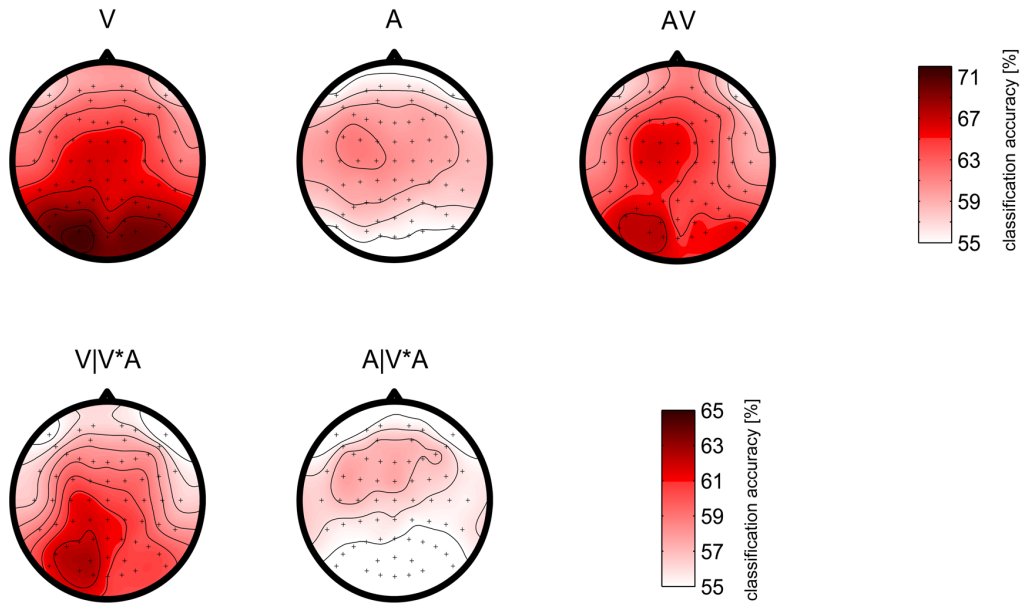 V
A
AV
71
67
63
59
55
classification accuracy [%]
V|V*A
A|V*A
65
63
61
59
57
55
classification accuracy [%]